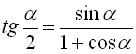 tg α/2 = sin α / (1 + cos α)